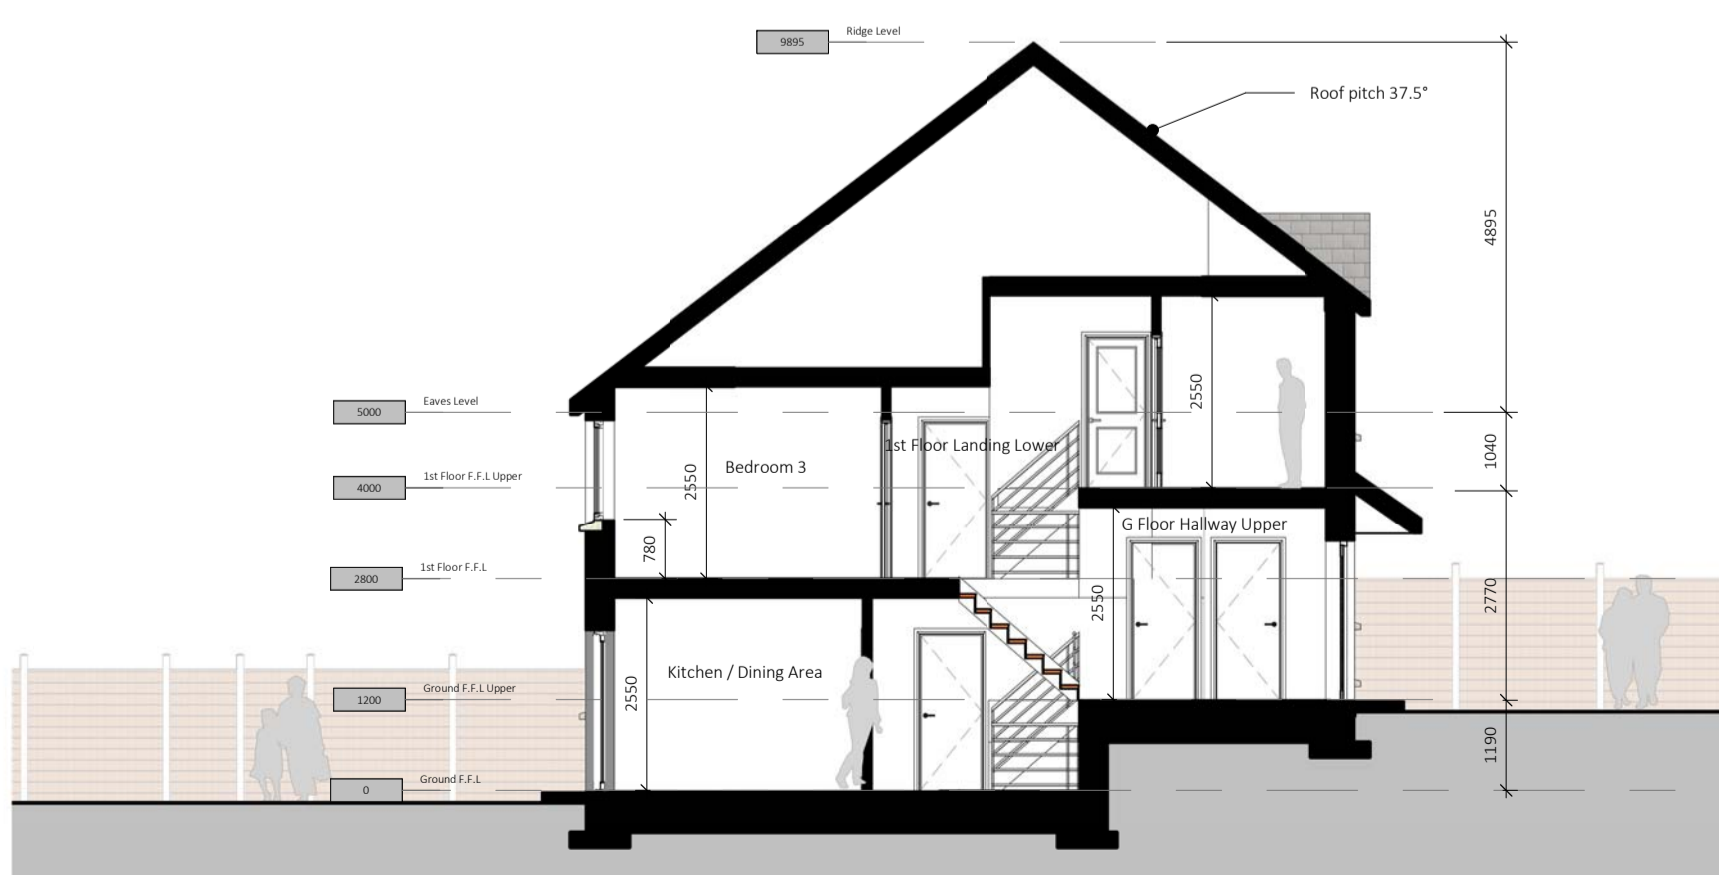 9895
Ridge Level
Roof pitch 37.5°
4895
5000
Eaves Level
2550
1st Floor Landing Lower
1040
Bedroom 3
2550
4000
1st Floor F.F.L Upper
G Floor Hallway Upper
780
2800
1st Floor F.F.L
2550
2770
Kitchen / Dining Area
2550
1200
Ground F.F.L Upper
1190
0
Ground F.F.L